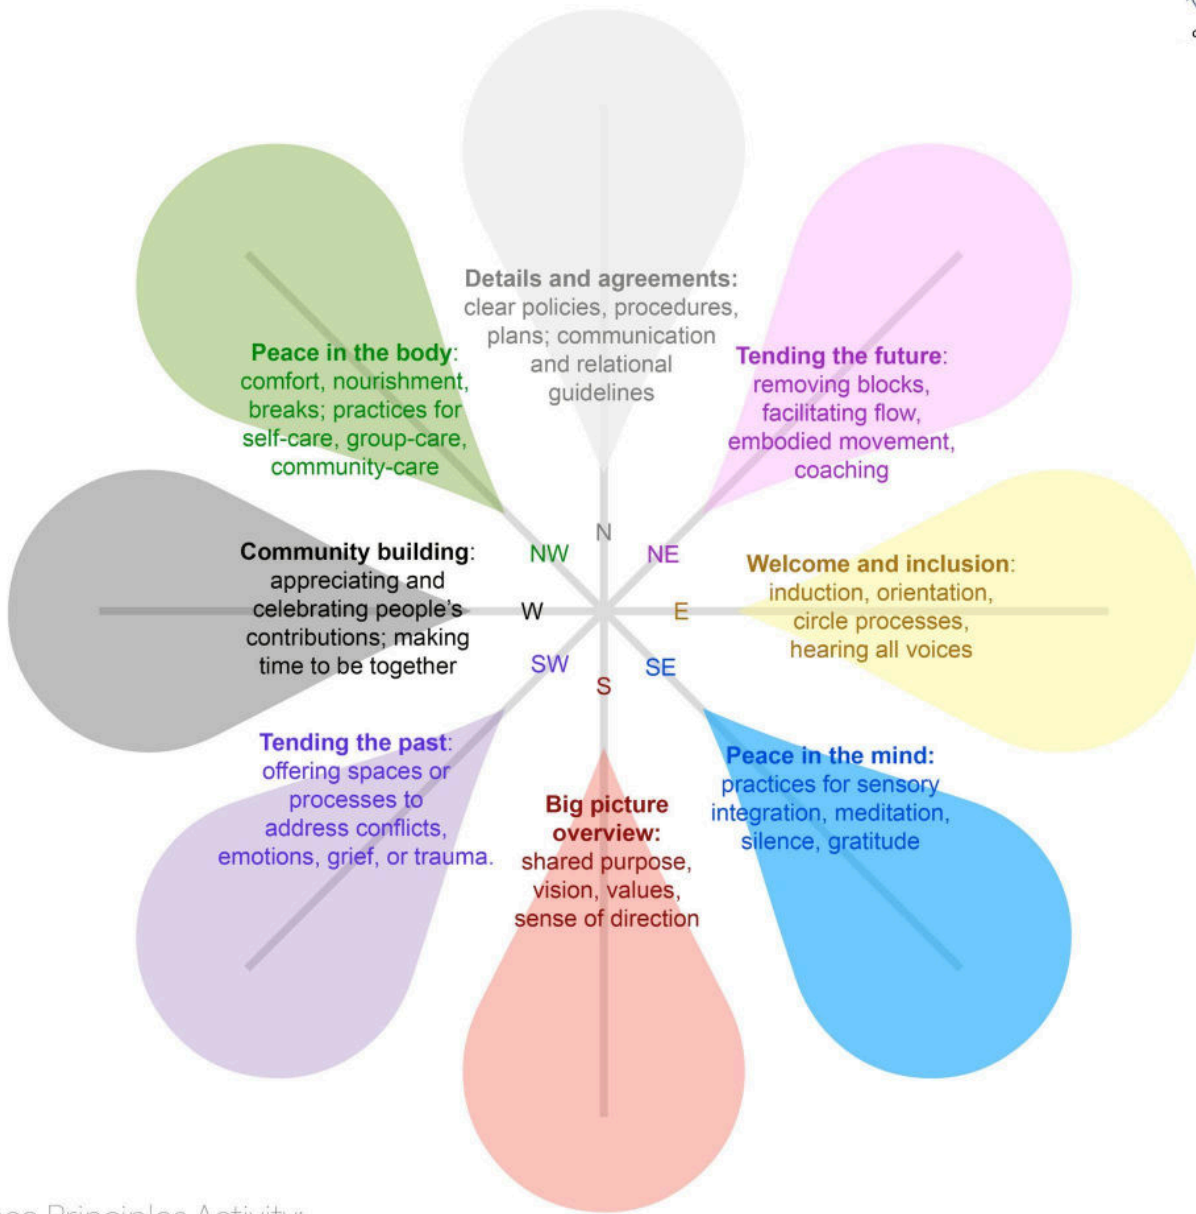 Details and agreements:
clear policies, procedures,
plans; communication
and relational
guidelines
Peace in the body:
comfort, nourishment,
breaks; practices for
self-care, group-care,
community-care
Tending the future:
removing blocks,
facilitating flow,
embodied movement,
coaching
N
NW
NE
Community building:
appreciating and
celebrating people's
contributions; making
time to be together
W
E
Welcome and inclusion:
induction, orientation,
circle processes,
hearing all voices
SW
SE
S
Tending the past:
offering spaces or
processes to
address conflicts,
emotions, grief, or trauma.
Big picture
overview:
shared purpose,
vision, values,
sense of direction
Peace in the mind:
practices for sensory
integration, meditation,
silence, gratitude
Principles Activity: